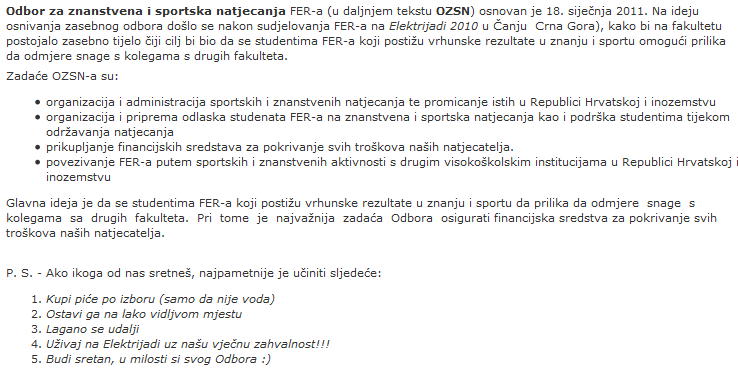 Odbor za znanstvena i sportska natjecanja FER-a (u daljnjem tekstu OZSN) osnovan je 18. siječnja 2011. Na ideju
osnivanja zasebnog odbora došlo se nakon sudjelovanja FER-a na Elektrijadi 2010 u Čanju Crna Gora), kako bi na fakultetu
postojalo zasebno tijelo čiji cilj bi bio da se studentima FER-a koji postižu vrhunske rezultate u znanju i sportu omogući prilika
da odmjere snage s kolegama s drugih fakulteta.
Zadaće OZSN-a su:
• organizacija i administracija sportskih i znanstvenih natjecanja te promicanje istih u Republici Hrvatskoj i inozemstvu
• organizacija i priprema odlaska studenata FER-a na znanstvena i sportska natjecanja kao i podrška studentima tijekom
održavanja natjecanja
• prikupljanje financijskih sredstava za pokrivanje svih troškova naših natjecatelja.
• povezivanje FER-a putem sportskih i znanstvenih aktivnosti s drugim visokoškolskim institucijama u Republici Hrvatskoj i
inozemstvu
Glavna ideja je da se studentima FER-a koji postižu vrhunske rezultate u znanju i sportu da prilika da odmjere snage s
kolegama sa drugih fakulteta. Pri tome je najvažnija zadaća Odbora osigurati financijska sredstva za pokrivanje svih
troškova naših natjecatelja.
P. S. - Ako ikoga od nas sretneš, najpametnije je učiniti sljedeće:
1. Kupi piće po izboru (samo da nije voda)
2. Ostavi ga na lako vidljvom mjestu
3. Lagano se udalji
4. Uživaj na Elektrijadi uz našu vječnu zahvalnost!!!
5. Budi sretan, u milosti si svog Odbora :)